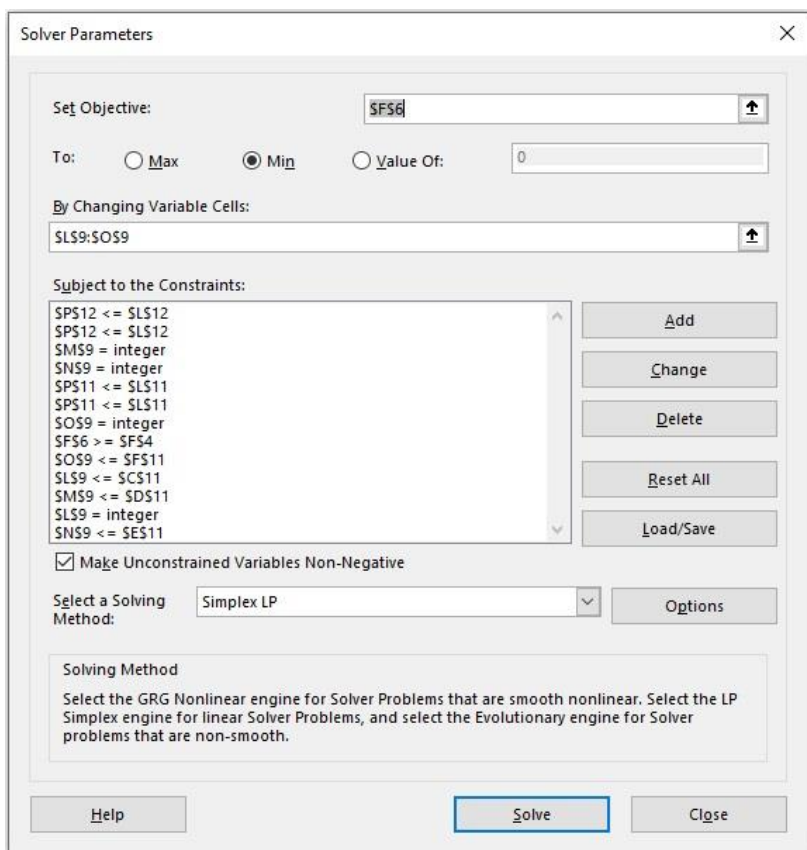 Solver Parameters
Set Objective:
$F$6
To:
Max
Min
Value Of:
0
By Changing Variable Cells:
$L$9:$O$9
Subject to the Constraints:
$P$12 <= $L$12
$P$12 <= $L$12
$M$9 = integer
$N$9 = integer
$P$11 <= $L$11
$P$11 <= $L$11
$O$9 = integer
$F$6 >= $F$4
$O$9 <= $F$11
$L$9 <= $C$11
$M$9 <= $D$11
$L$9 = integer
$N$9 <= $E$11
Add
Change
Delete
Reset All
Load/Save
Make Unconstrained Variables Non-Negative
Select a Solving
Method:
Simplex LP
Options
Solving Method
Select the GRG Nonlinear engine for Solver Problems that are smooth nonlinear. Select the LP
Simplex engine for linear Solver Problems, and select the Evolutionary engine for Solver
problems that are non-smooth.
Help
Solve
Close